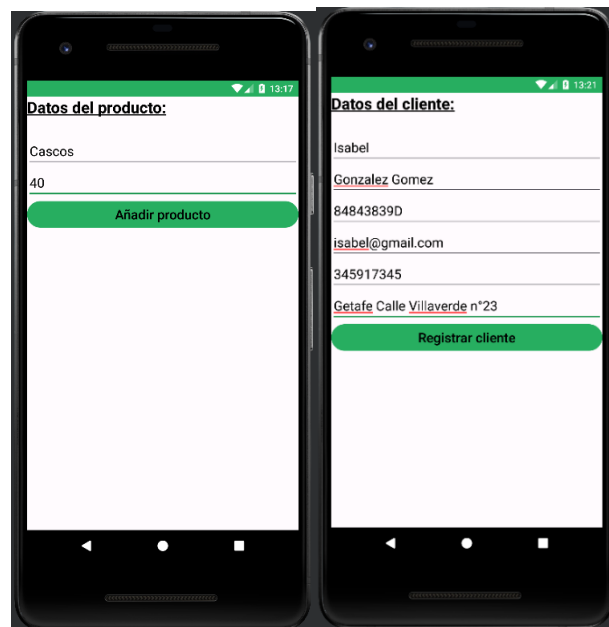 13:17
Datos del producto:
Cascos
40
Añadir producto
13:21
Datos del cliente:
Isabel
Gonzalez Gomez
84843839D
isabel@gmail.com
345917345
Getafe Calle Villaverde n°23
Registrar cliente